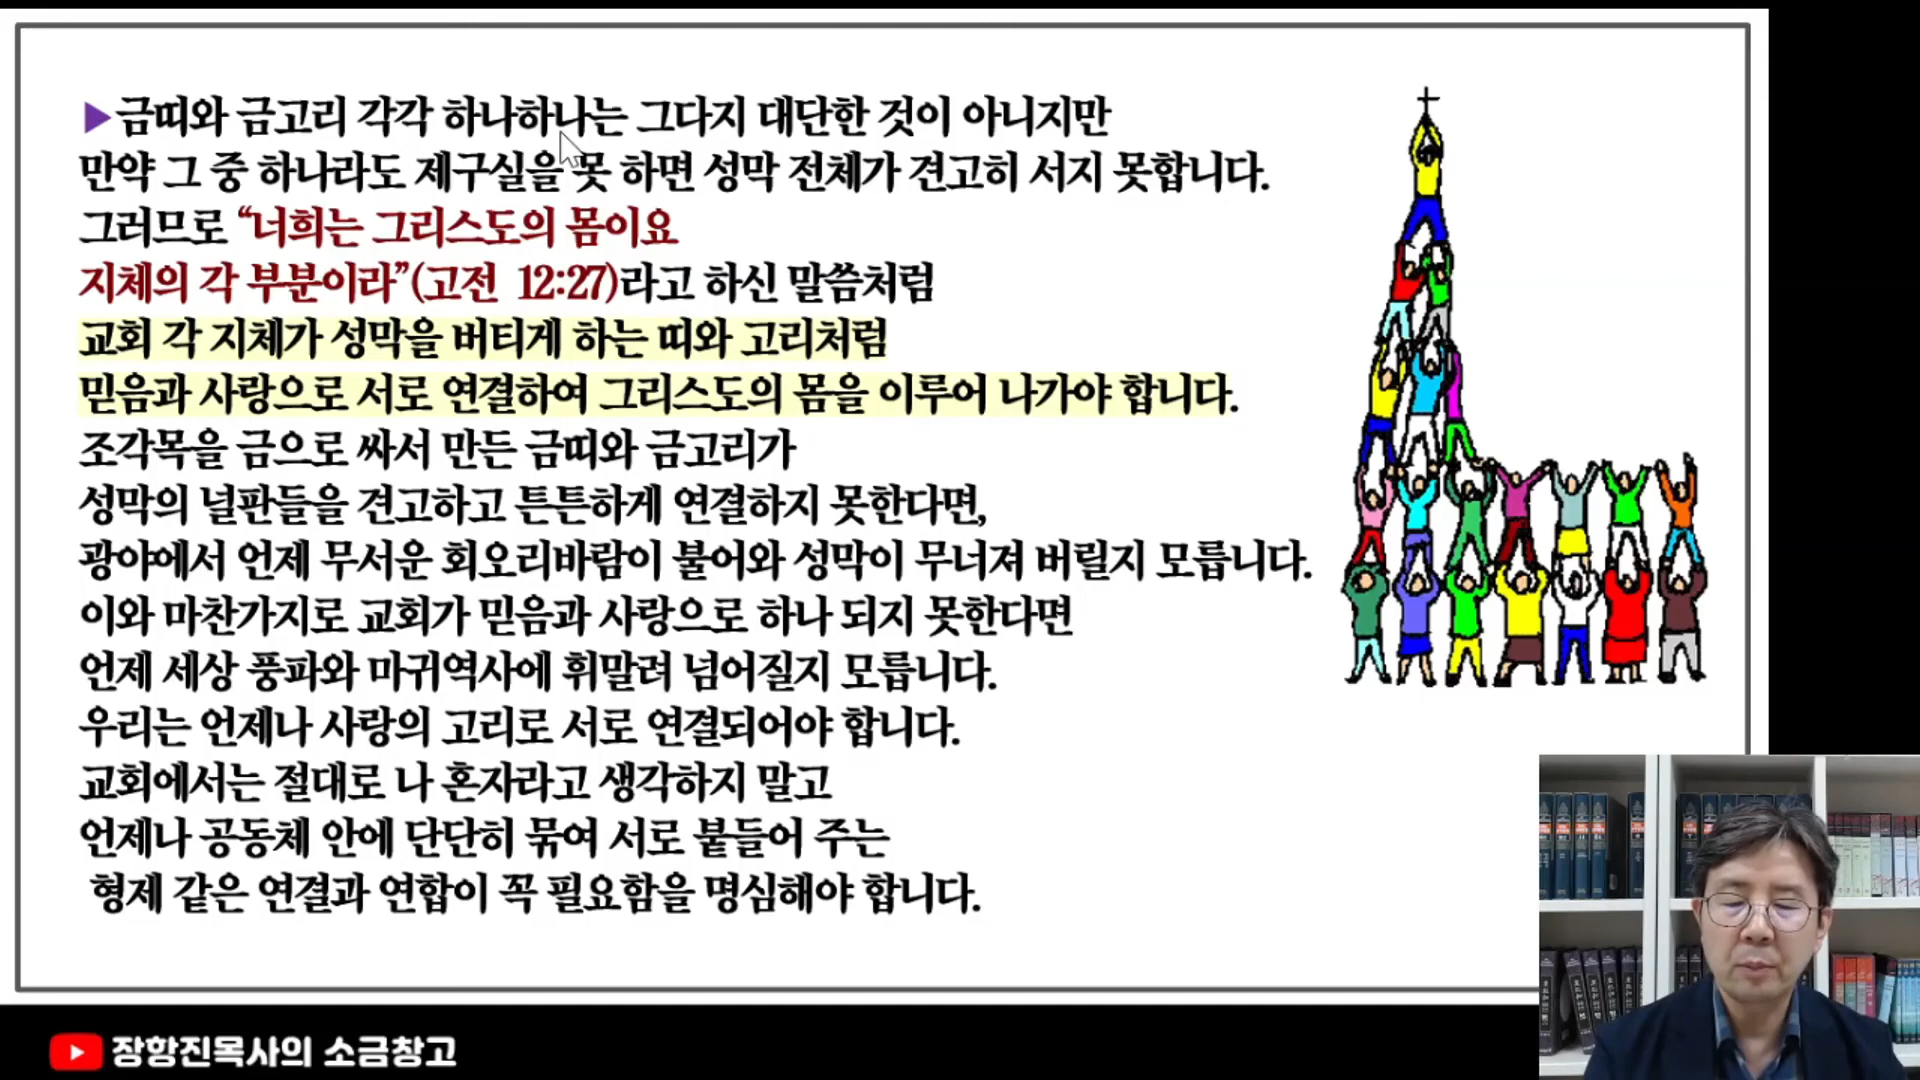 ▶금띠와 금고리 각각 하나하나는 그다지 대단한 것이 아니지만
만약 그 중 하나라도 제구실을 못 하면 성막 전체가 견고히 서지 못합니다.
그러므로 “너희는 그리스도의 몸이요
지체의 각 부분이라”(고전 12:27)라고 하신 말씀처럼
교회 각 지체가 성막을 버티게 하는 띠와 고리처럼
믿음과 사랑으로 서로 연결하여 그리스도의 몸을 이루어 나가야 합니다.
조각목을 금으로 싸서 만든 금띠와 금고리가
성막의 널판들을 견고하고 튼튼하게 연결하지 못한다면,
광야에서 언제 무서운 회오리바람이 불어와 성막이 무너져 버릴지 모릅니다.
이와 마찬가지로 교회가 믿음과 사랑으로 하나 되지 못한다면
언제 세상 풍파와 마귀역사에 휘말려 넘어질지 모릅니다.
우리는 언제나 사랑의 고리로 서로 연결되어야 합니다.
교회에서는 절대로 나 혼자라고 생각하지 말고
언제나 공동체 안에 단단히 묶여 서로 붙들어 주는
형제 같은 연결과 연합이 꼭 필요함을 명심해야 합니다.
장항진목사의 소금창고